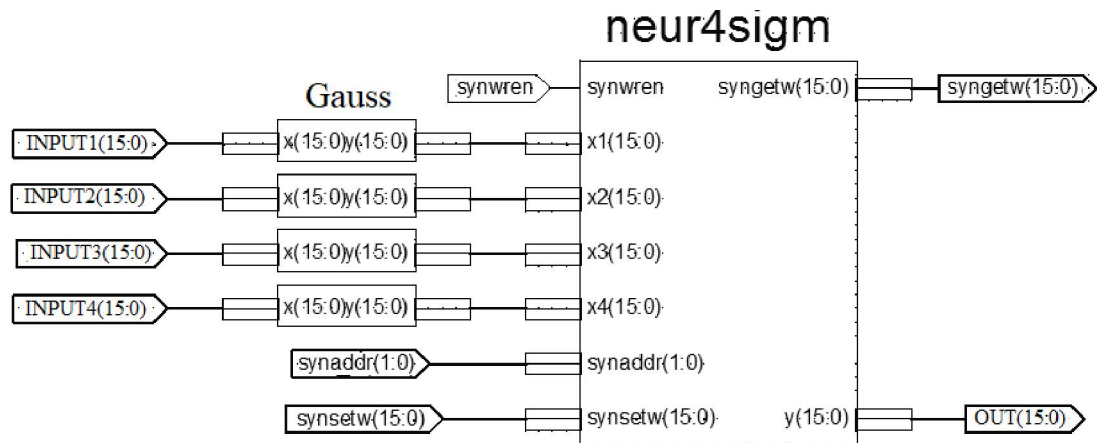 neur4sigm
Gauss
synwren synwren syngetw(15:0) syngetw(15:0)
INPUT1(15:0) x(15:0)y(15:0) x1(15:0)
INPUT2(15:0) x(15:0)y(15:0) x2(15:0)
INPUT3(15:0) x(15:0)y(15:0) x3(15:0)
INPUT4(15:0) x(15:0)y(15:0) x4(15:0)
synaddr(1:0) synaddr(1:0)
synsetw(15:0) synsetw(15:0) y(15:0) OUT(15:0)